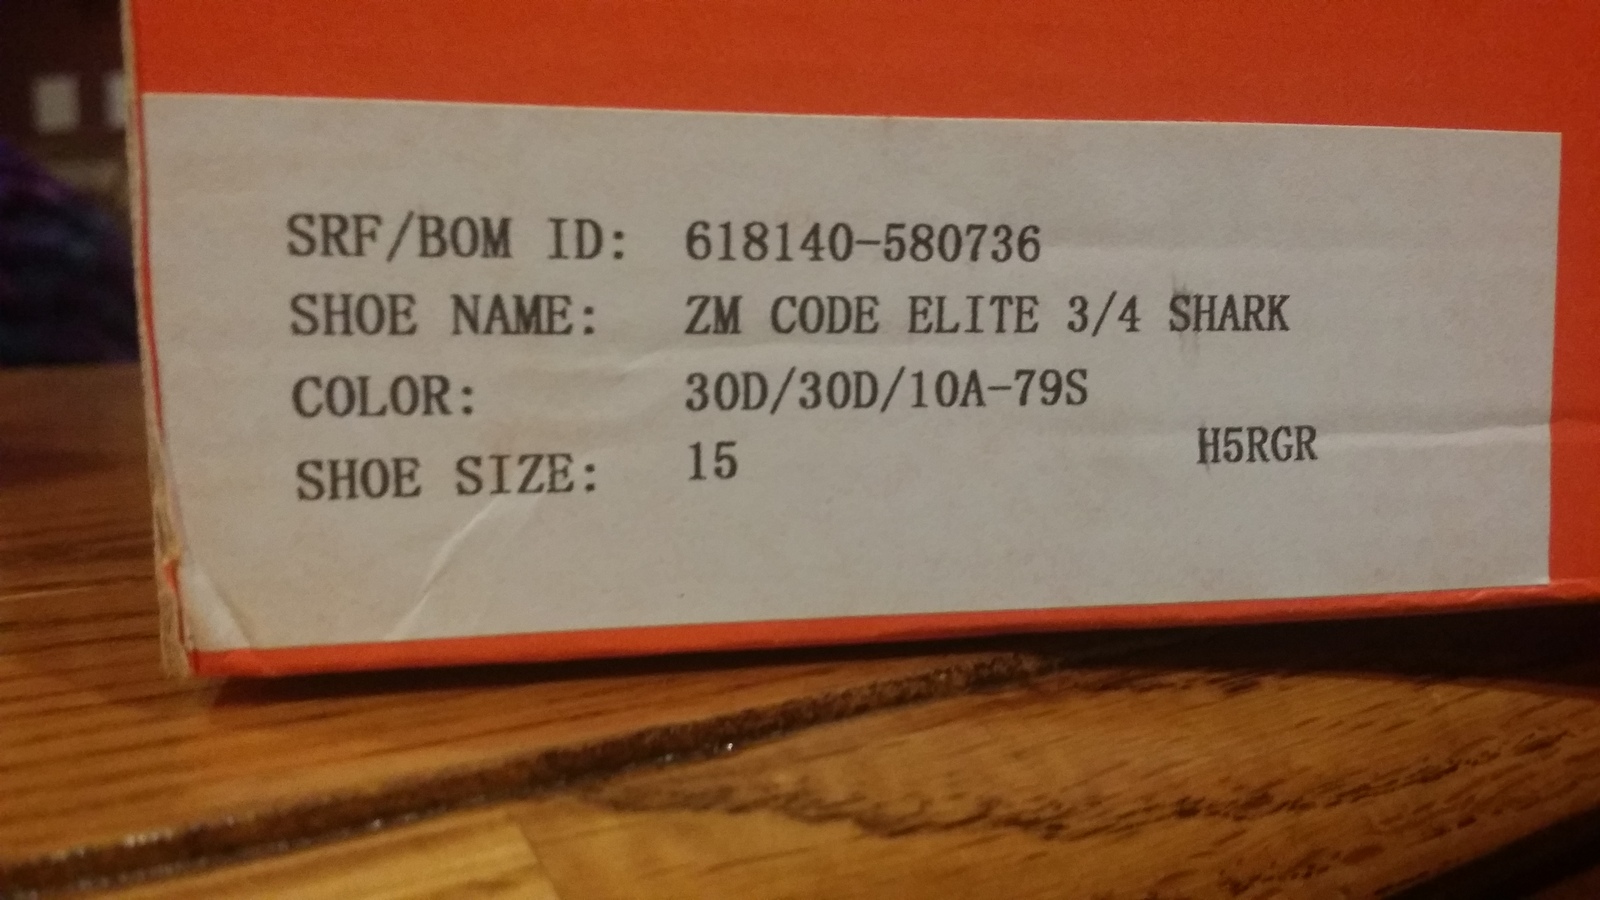 SRF/BOM ID: 618140-580736
SHOE NAME: ZM CODE ELITE 3/4 SHARK
COLOR: 30D/30D/10A-79S
SHOE SIZE: 15 H5RGR